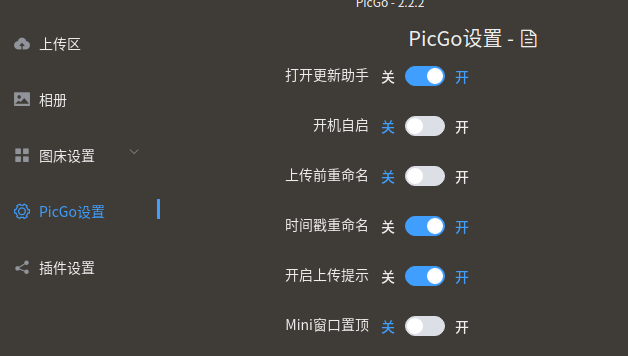 PicGo - 2.2.2
上传区
相册
图床设置
PicGo设置
插件设置
PicGo设置 -
打开更新助手 关 开
开机自启 关 开
上传前重命名 关 开
时间戳重命名 关 开
开启上传提示 关 开
Mini窗口置顶 关 开